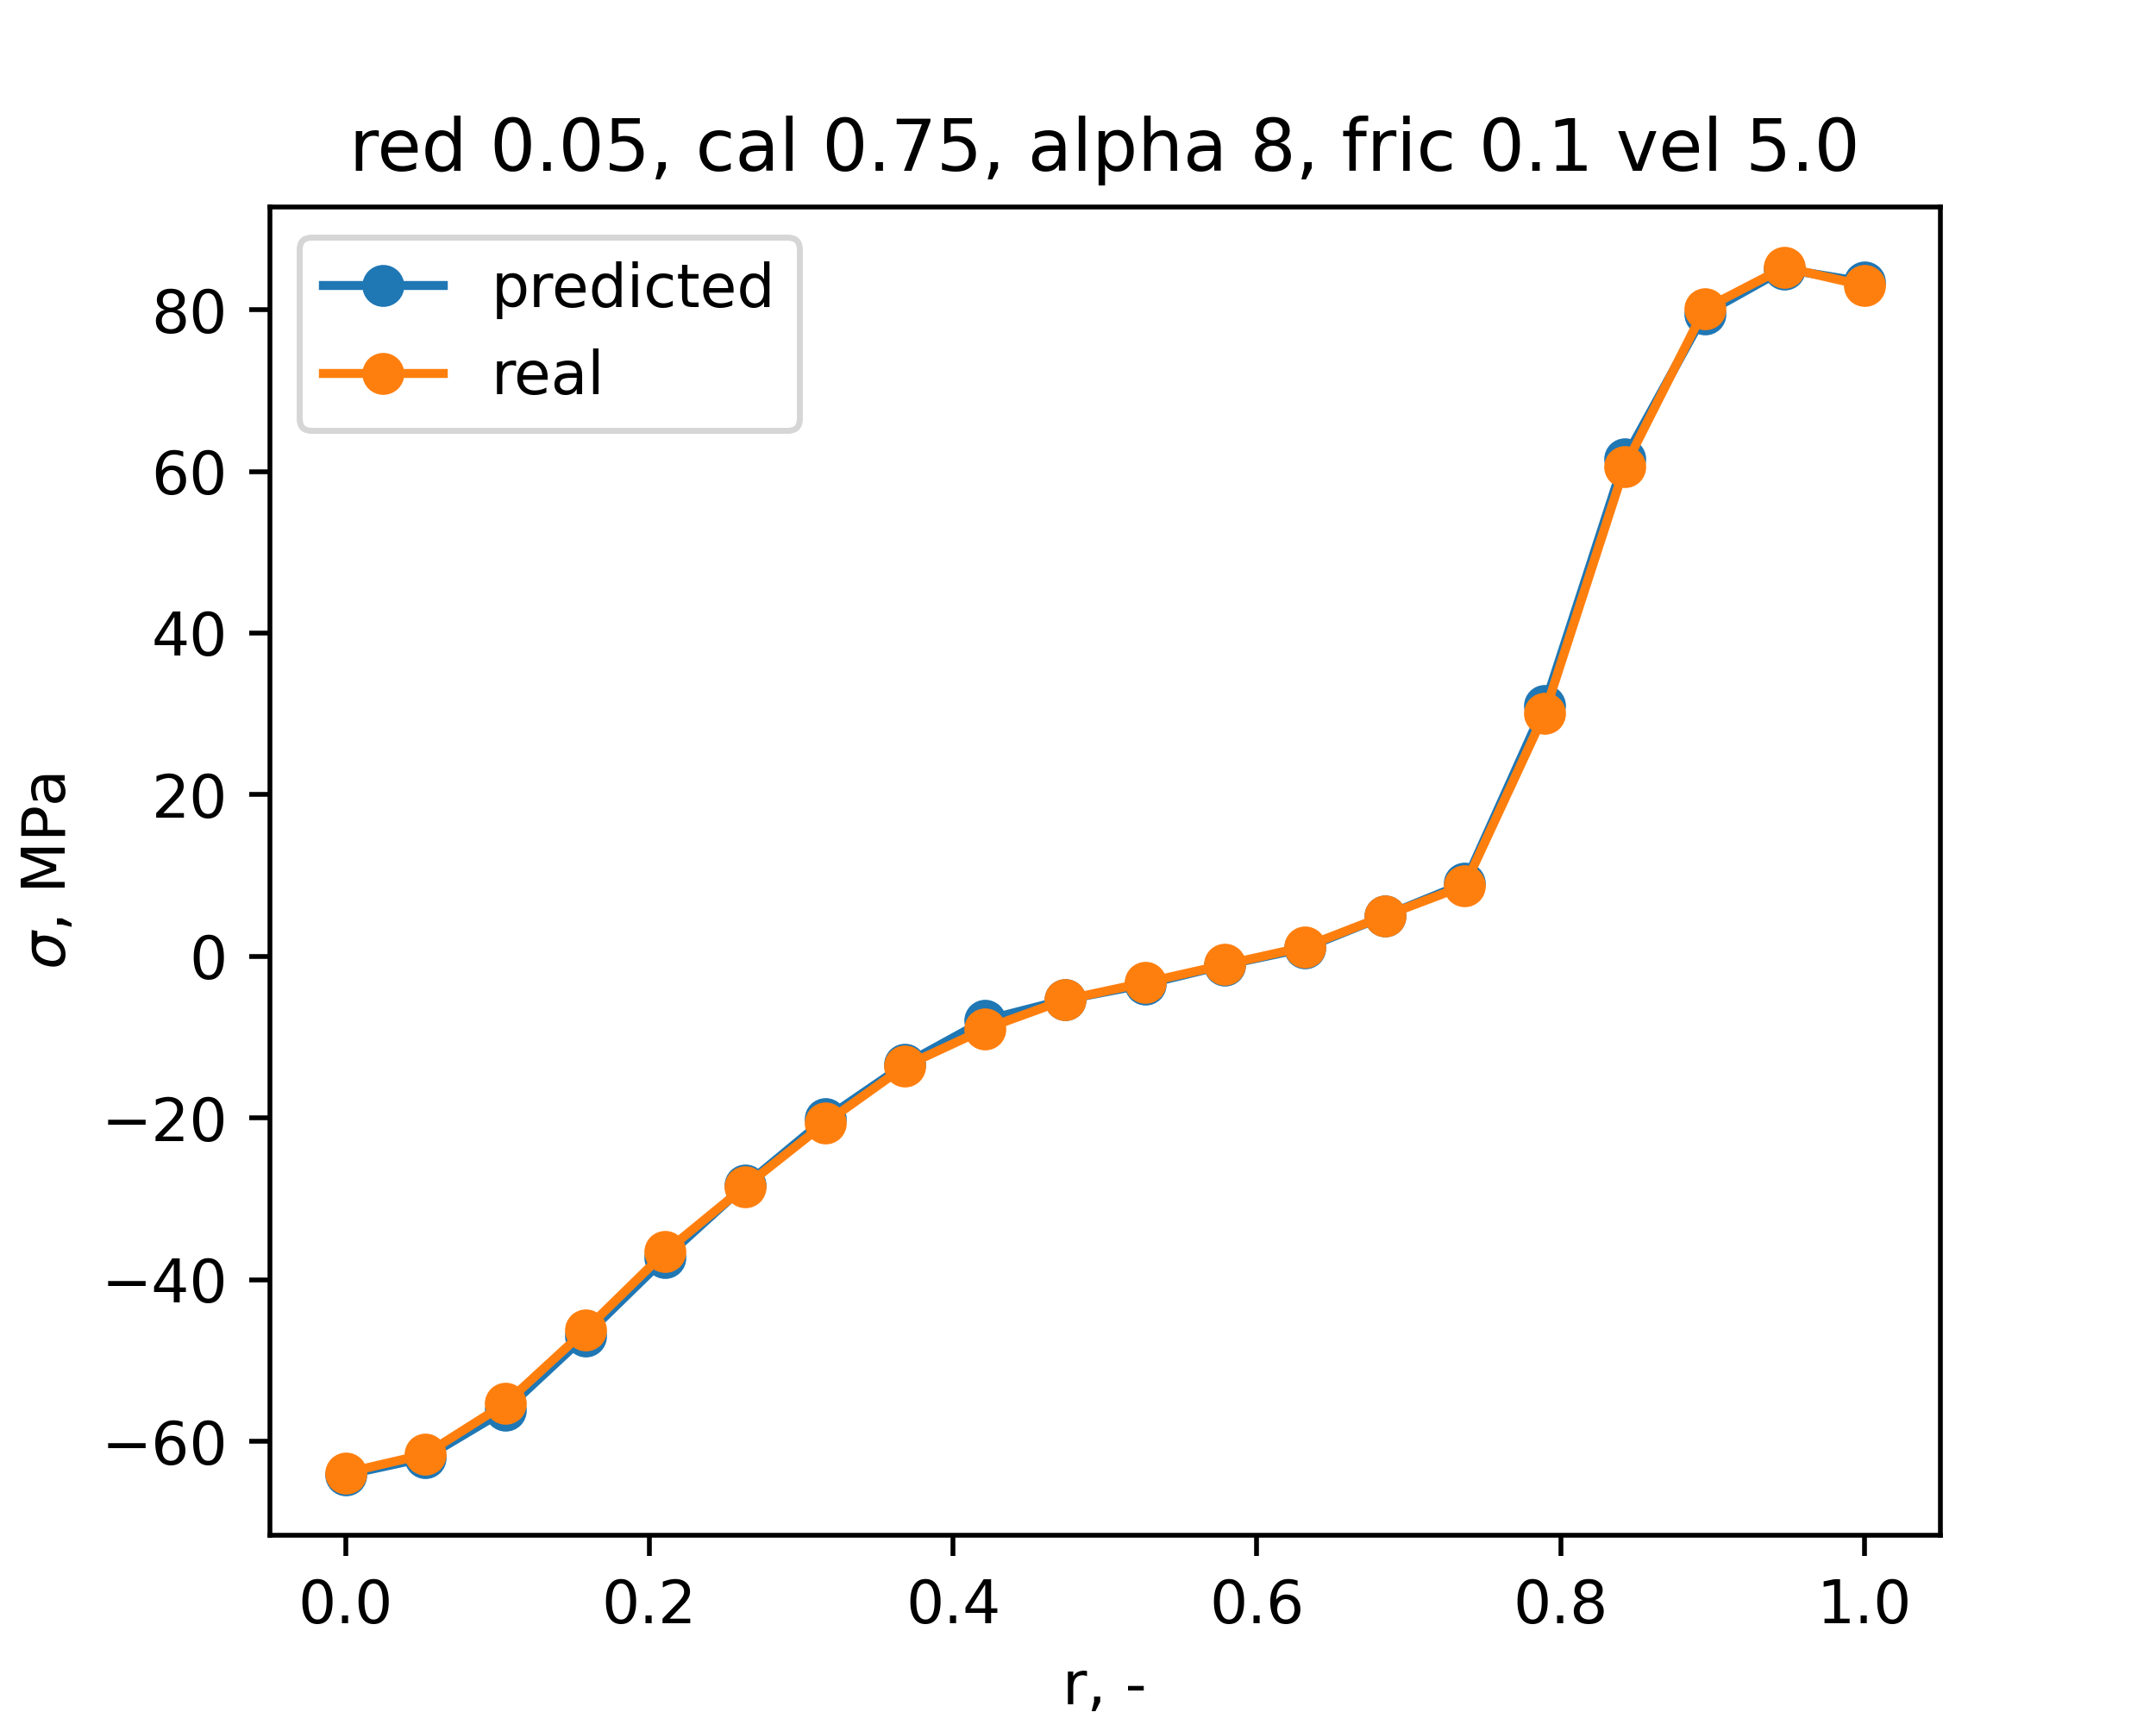 red 0.05, cal 0.75, alpha 8, fric 0.1 vel 5.0
predicted
real
80
60
40
20
0
−20
−40
−60
σ, MPa
0.0 0.2 0.4 0.6 0.8 1.0
r, -